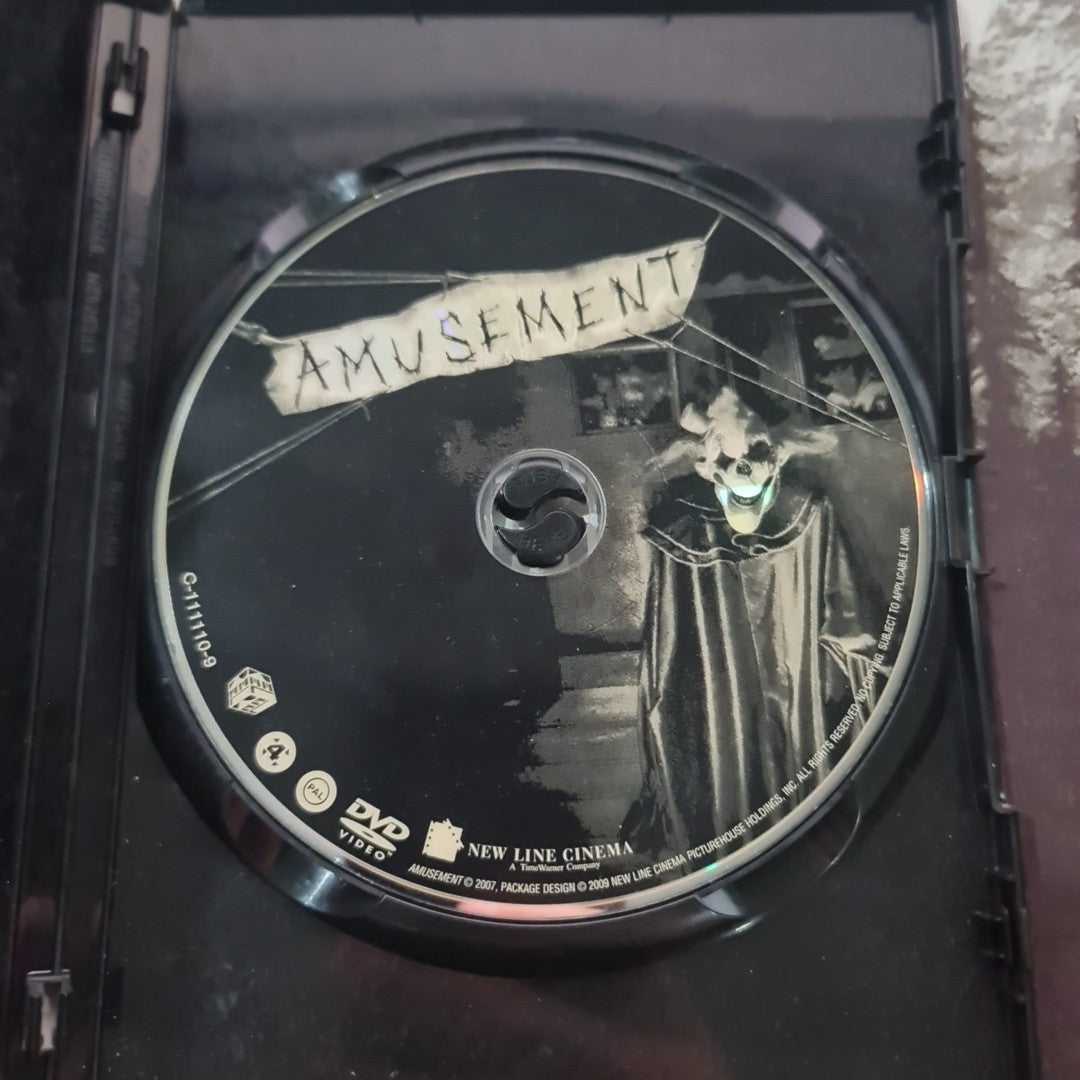 AMUSEMENT
C-111110-9
4
PAL
DVD
VIDEO
NEW LINE CINEMA
A TimeWarner Company
AMUSEMENT © 2007, PACKAGE DESIGN © 2009 NEW LINE CINEMA PICTUREHOUSE HOLDINGS, INC. ALL RIGHTS RESERVED. NO COPYING. SUBJECT TO APPLICABLE LAWS.